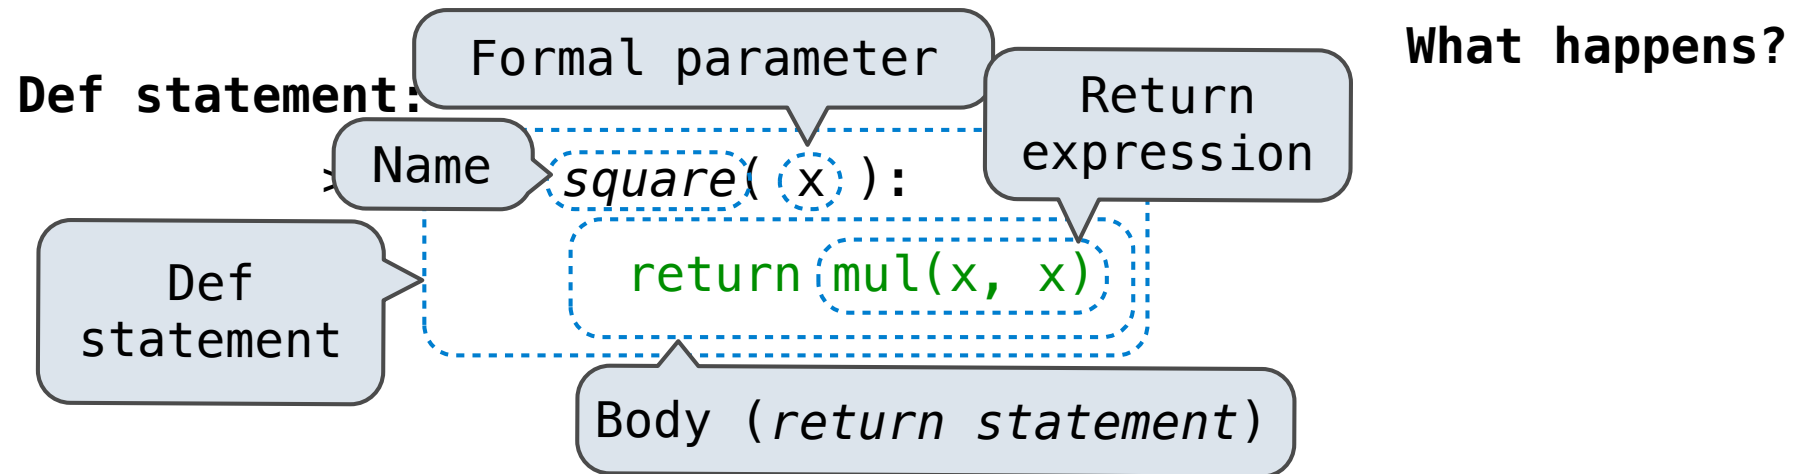 Formal parameter
What happens?
Def statement:
Return
expression
Name
square( x ):
Def
statement
return mul(x, x)
Body (return statement)